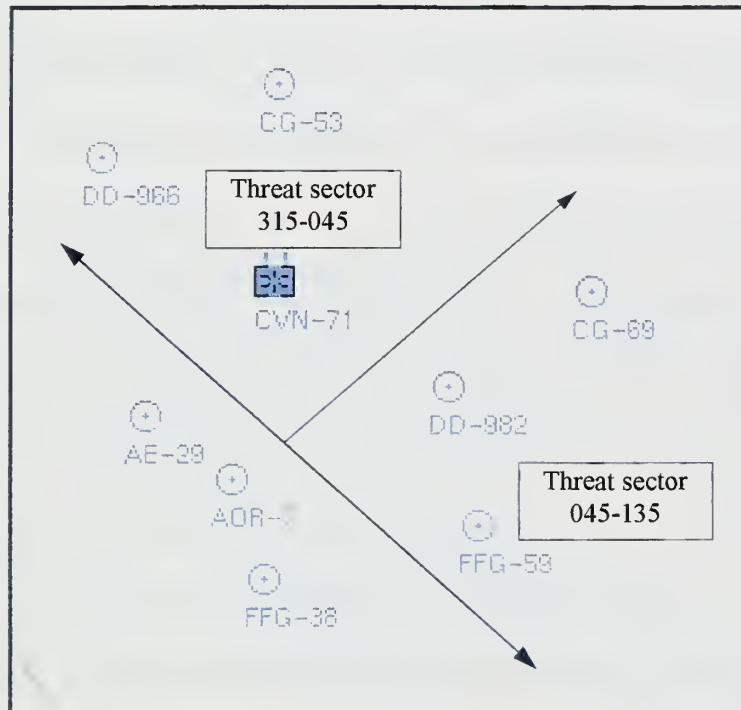 CG-53
DD-966
Threat sector
315-045
CVN-71
CG-69
DD-982
AE-29
Threat sector
045-135
FFG-59
FFG-38